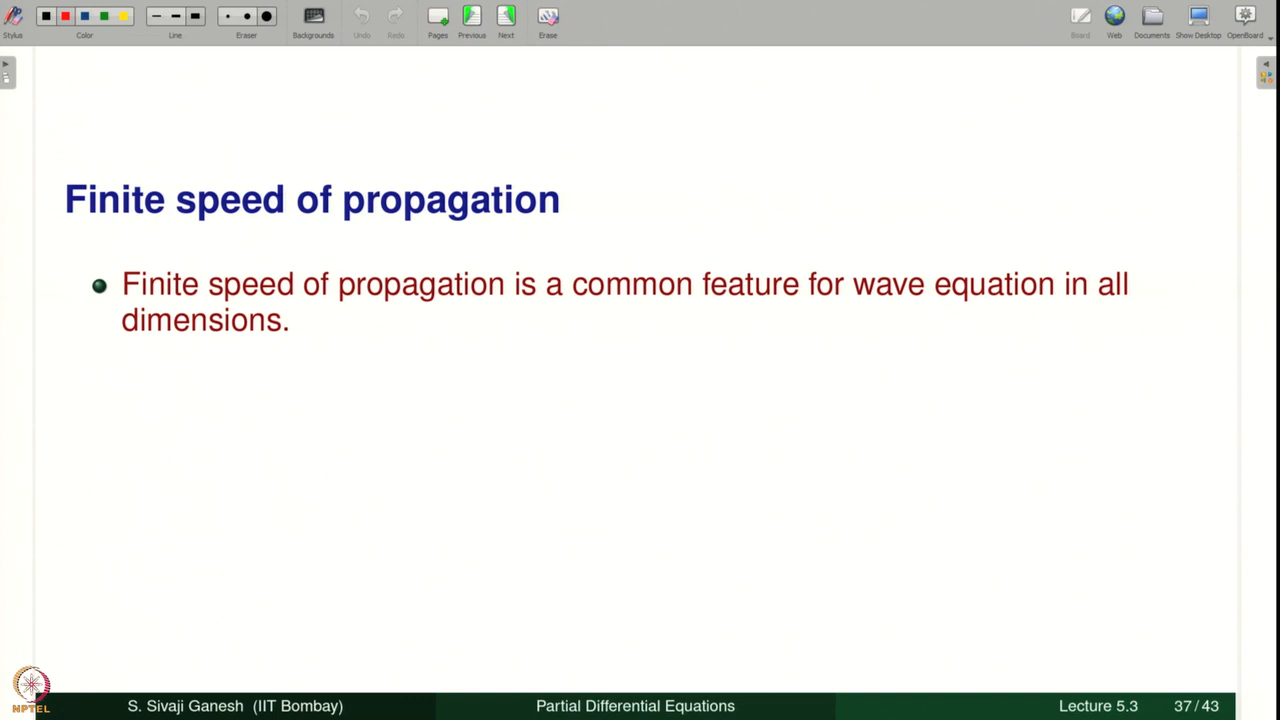 Stylus Color Line Eraser Backgrounds Undo Redo Pages Previous Next Erase Board Web Documents Show Desktop OpenBoard
Finite speed of propagation
Finite speed of propagation is a common feature for wave equation in all
dimensions.
NPTEL
S. Sivaji Ganesh (IIT Bombay) Partial Differential Equations Lecture 5.3 37/43